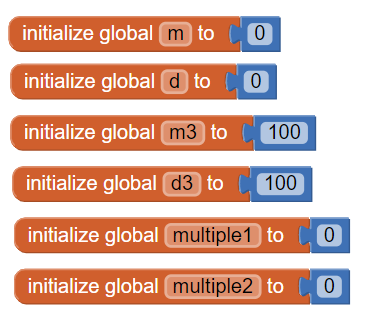 initialize global m to 0
initialize global d to 0
initialize global m3 to 100
initialize global d3 to 100
initialize global multiple1 to 0
initialize global multiple2 to 0